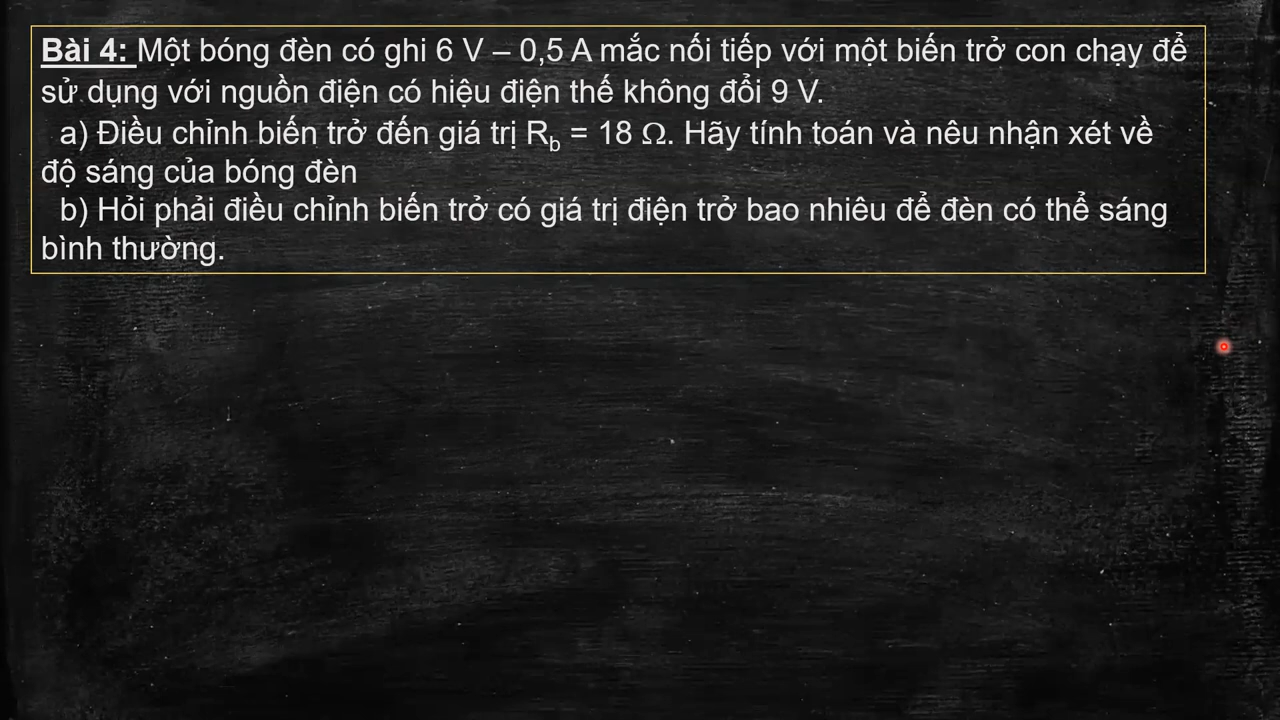 Bài 4: Một bóng đèn có ghi 6 V – 0,5 A mắc nối tiếp với một biến trở con chạy để
sử dụng với nguồn điện có hiệu điện thế không đổi 9 V.
a) Điều chỉnh biến trở đến giá trị Rb = 18 Ω. Hãy tính toán và nêu nhận xét về
độ sáng của bóng đèn
b) Hỏi phải điều chỉnh biến trở có giá trị điện trở bao nhiêu để đèn có thể sáng
bình thường.